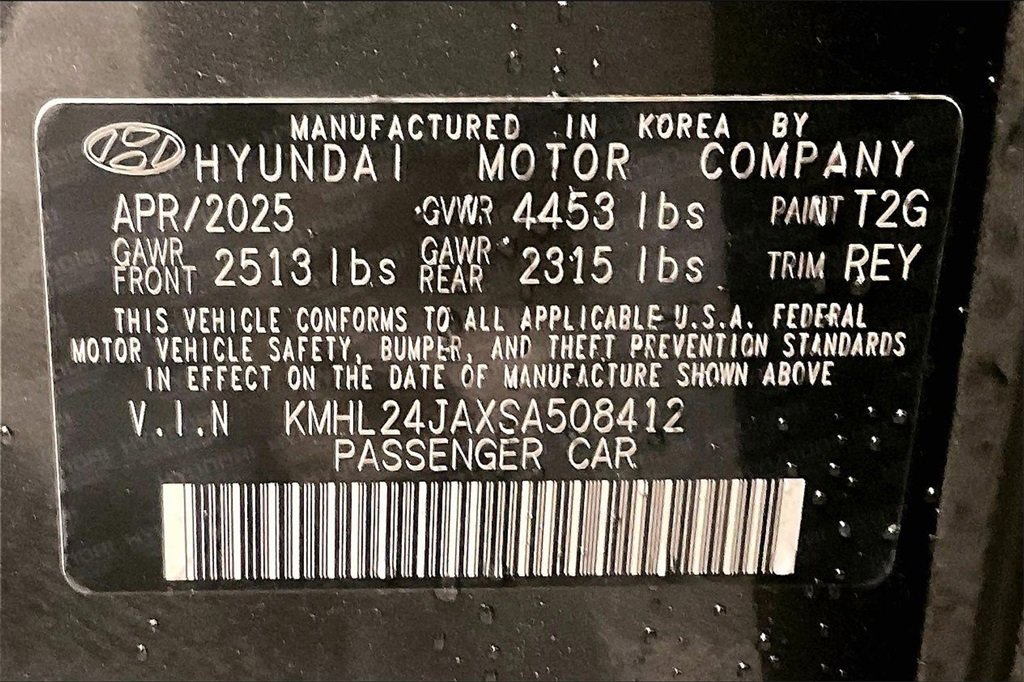 MANUFACTURED IN KOREA BY
HYUNDAI MOTOR COMPANY
APR/2025 GVWR 4453 lbs PAINT T2G
GAWR FRONT 2513 lbs GAWR REAR 2315 lbs TRIM REY
THIS VEHICLE CONFORMS TO ALL APPLICABLE U.S.A. FEDERAL
MOTOR VEHICLE SAFETY, BUMPER, AND THEFT PREVENTION STANDARDS
IN EFFECT ON THE DATE OF MANUFACTURE SHOWN ABOVE
V.I.N KMHL24JAXSA508412
PASSENGER CAR